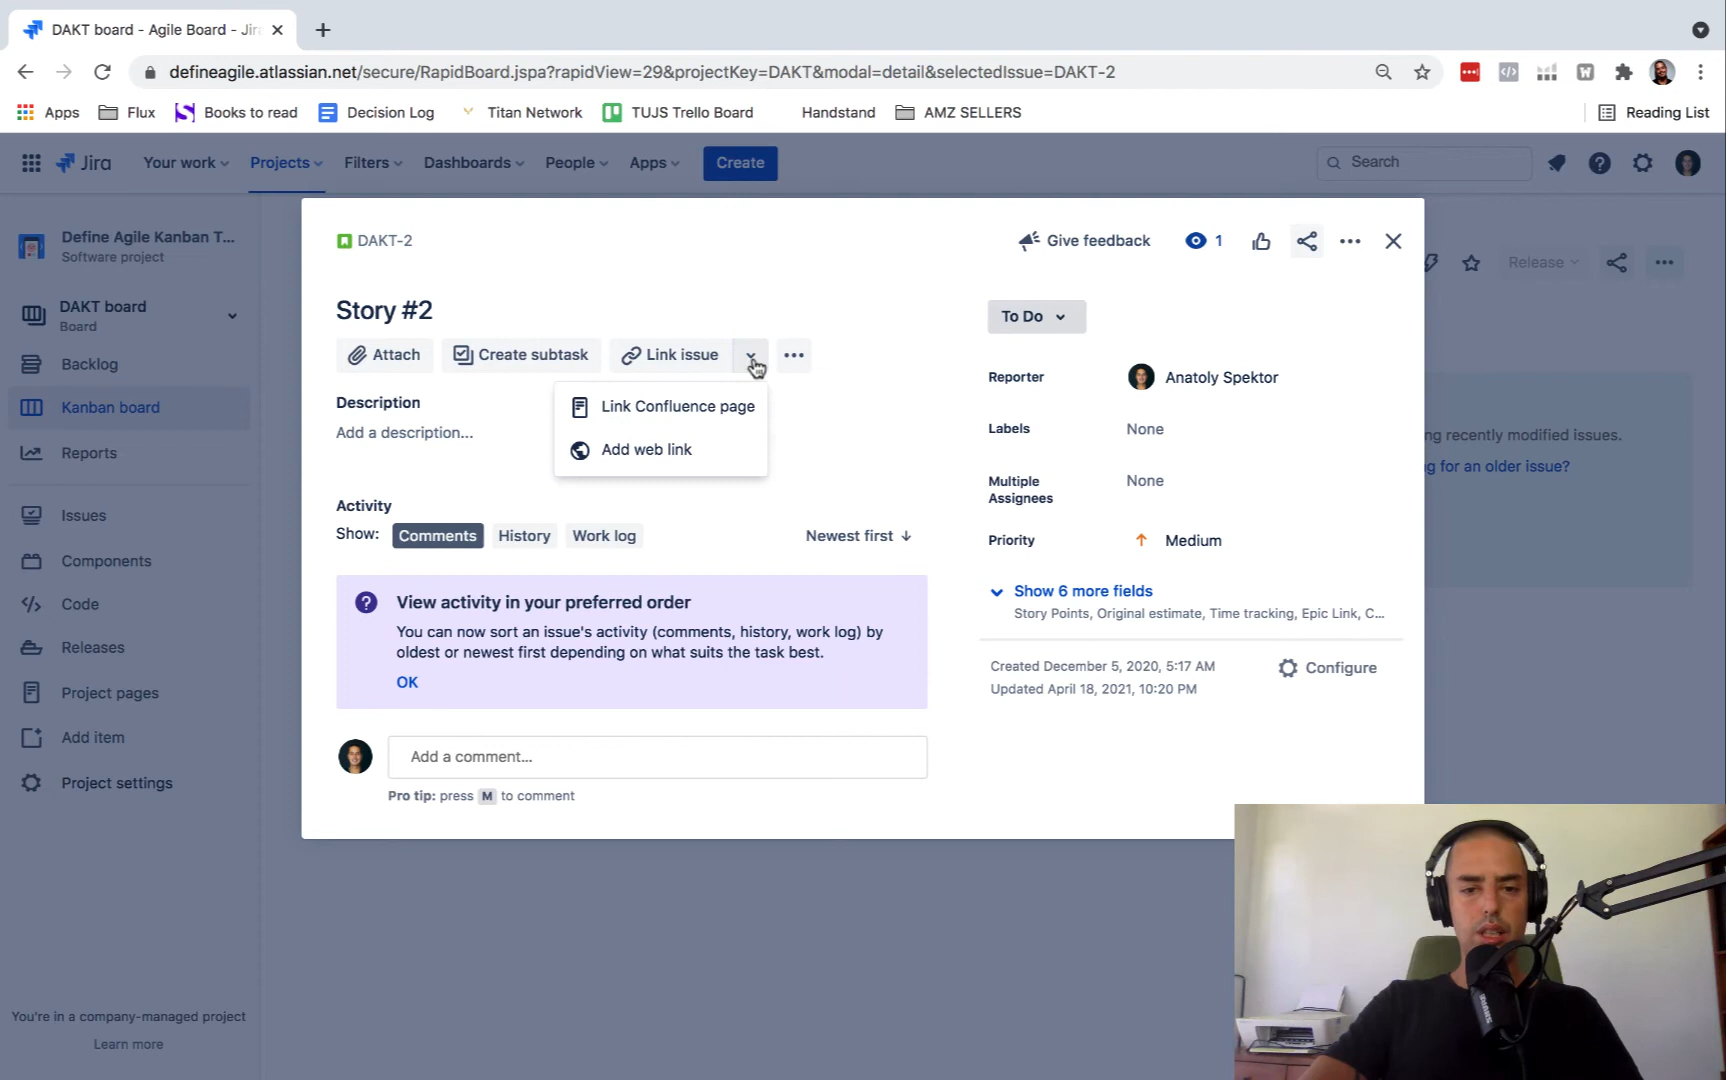 DAKT board - Agile Board - Jira
defineagile.atlassian.net/secure/RapidBoard.jspa?rapidView=29&projectKey=DAKT&modal=detail&selectedIssue=DAKT-2
Apps Flux Books to read Decision Log Titan Network TUJS Trello Board Handstand AMZ SELLERS Reading List
Jira Your work Projects Filters Dashboards People Apps Create Search
Define Agile Kanban T...
Software project
DAKT board
Board
Backlog
Kanban board
Reports
Issues
Components
Code
Releases
Project pages
Add item
Project settings
You're in a company-managed project
Learn more
DAKT-2
Give feedback 1
Story #2
Attach Create subtask Link issue
Link Confluence page
Add web link
Description
Add a description...
Activity
Show: Comments History Work log Newest first
View activity in your preferred order
You can now sort an issue's activity (comments, history, work log) by
oldest or newest first depending on what suits the task best.
OK
Add a comment...
Pro tip: press M to comment
To Do
Reporter Anatoly Spektor
Labels None
Multiple
Assignees
None
Priority Medium
Show 6 more fields
Story Points, Original estimate, Time tracking, Epic Link, C...
Created December 5, 2020, 5:17 AM
Updated April 18, 2021, 10:20 PM
Configure
Release
ng recently modified issues.
g for an older issue?
SHURE